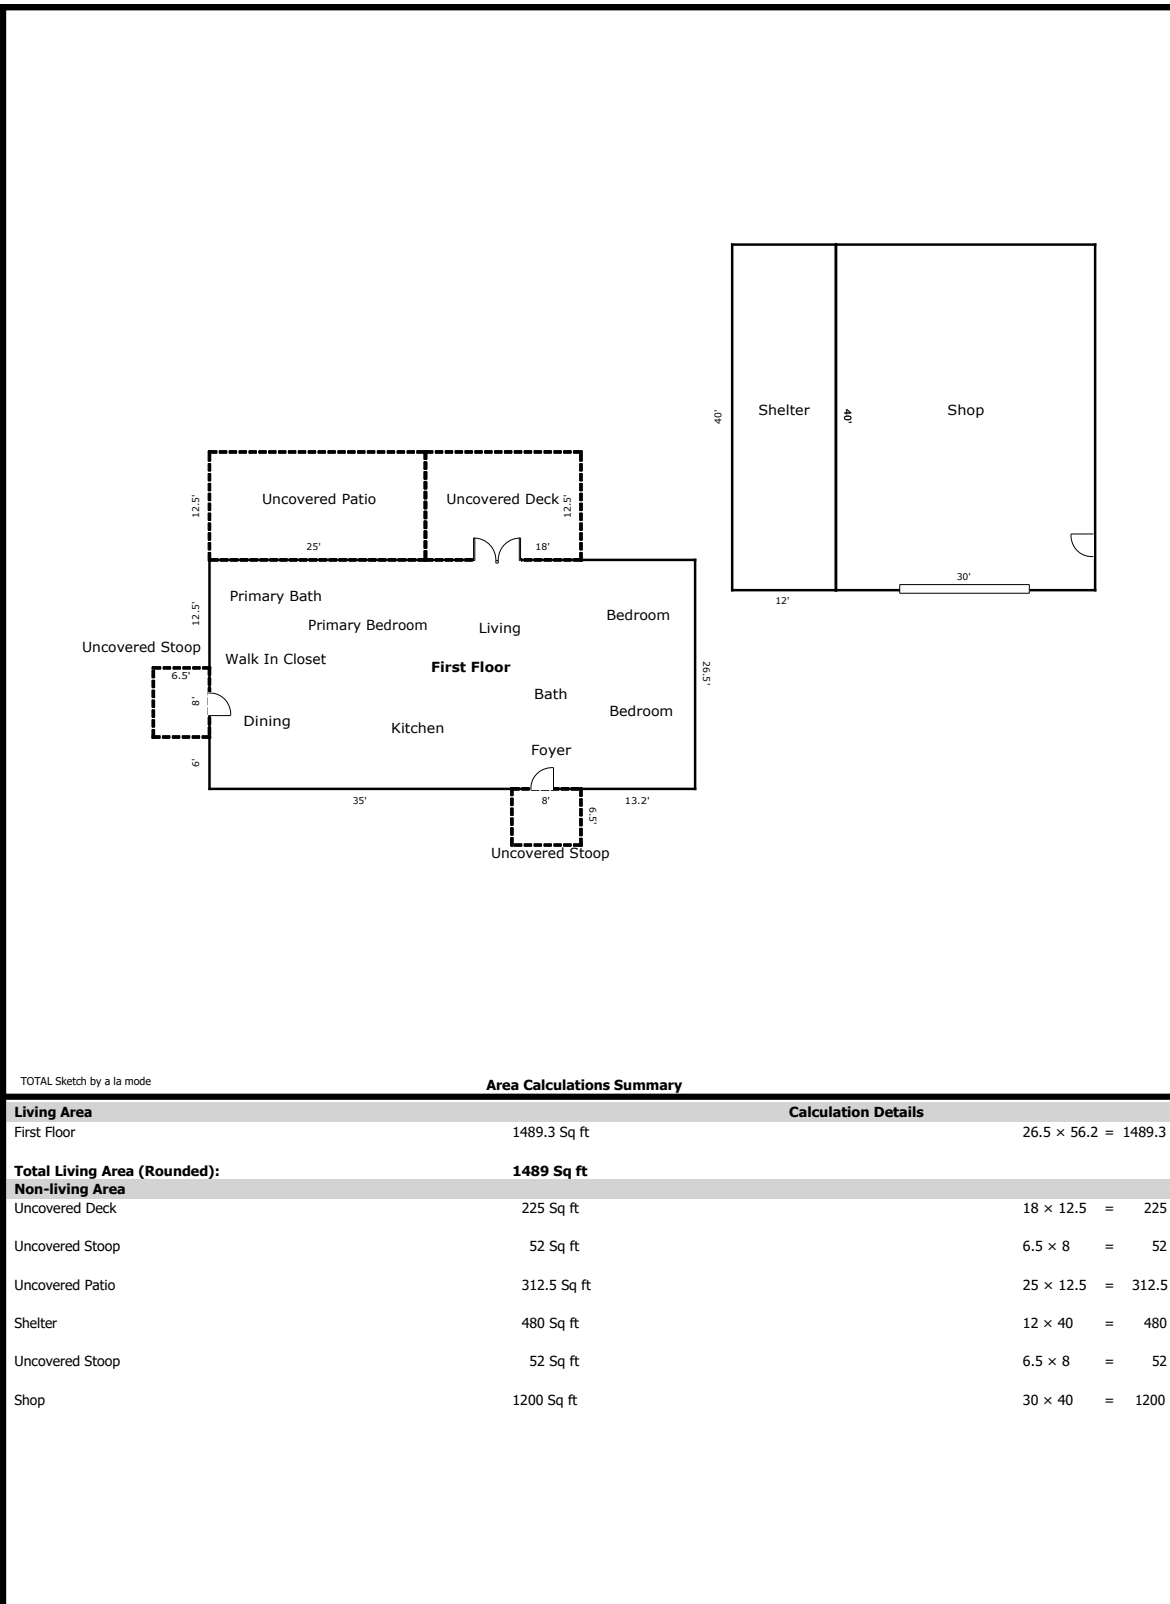 40'
Shelter
40'
Shop
12.5'
Uncovered Patio
Uncovered Deck
12.5'
25'
18'
30'
12'
12.5'
Primary Bath
Primary Bedroom
Living
Bedroom
Uncovered Stoop
Walk In Closet
First Floor
26.5'
6.5'
8'
Bath
Dining
Kitchen
Bedroom
Foyer
6'
35'
8'
13.2'
6.5'
Uncovered Stoop
TOTAL Sketch by a la mode
Area Calculations Summary
Living Area Calculation Details
First Floor 1489.3 Sq ft 26.5 × 56.2 = 1489.3
Total Living Area (Rounded): 1489 Sq ft
Non-living Area
Uncovered Deck 225 Sq ft 18 × 12.5 = 225
Uncovered Stoop 52 Sq ft 6.5 × 8 = 52
Uncovered Patio 312.5 Sq ft 25 × 12.5 = 312.5
Shelter 480 Sq ft 12 × 40 = 480
Uncovered Stoop 52 Sq ft 6.5 × 8 = 52
Shop 1200 Sq ft 30 × 40 = 1200